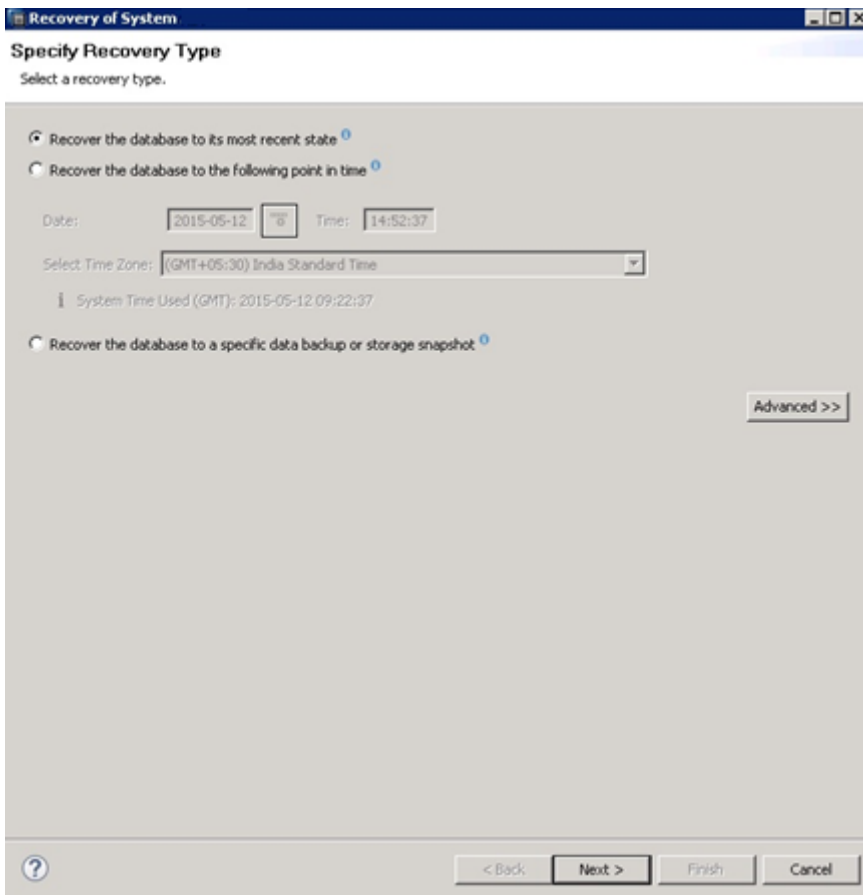 Recovery of System
Specify Recovery Type
Select a recovery type.
Recover the database to its most recent state
Recover the database to the following point in time
Date: 2015-05-12 Time: 14:52:37
Select Time Zone: (GMT+05:30) India Standard Time
i System Time Used (GMT): 2015-05-12 09:22:37
Recover the database to a specific data backup or storage snapshot
Advanced >>
? < Back Next > Finish Cancel